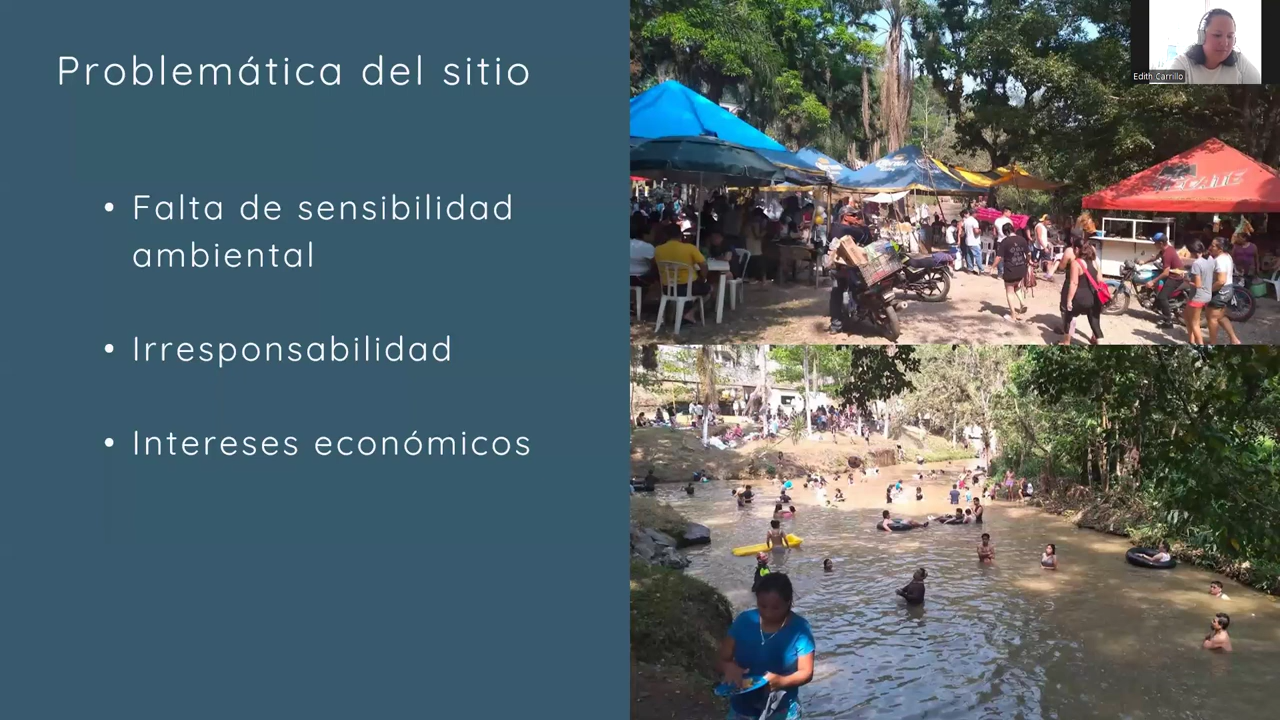 Problemática del sitio
• Falta de sensibilidad
ambiental
• Irresponsabilidad
• Intereses económicos
Edith Carrillo